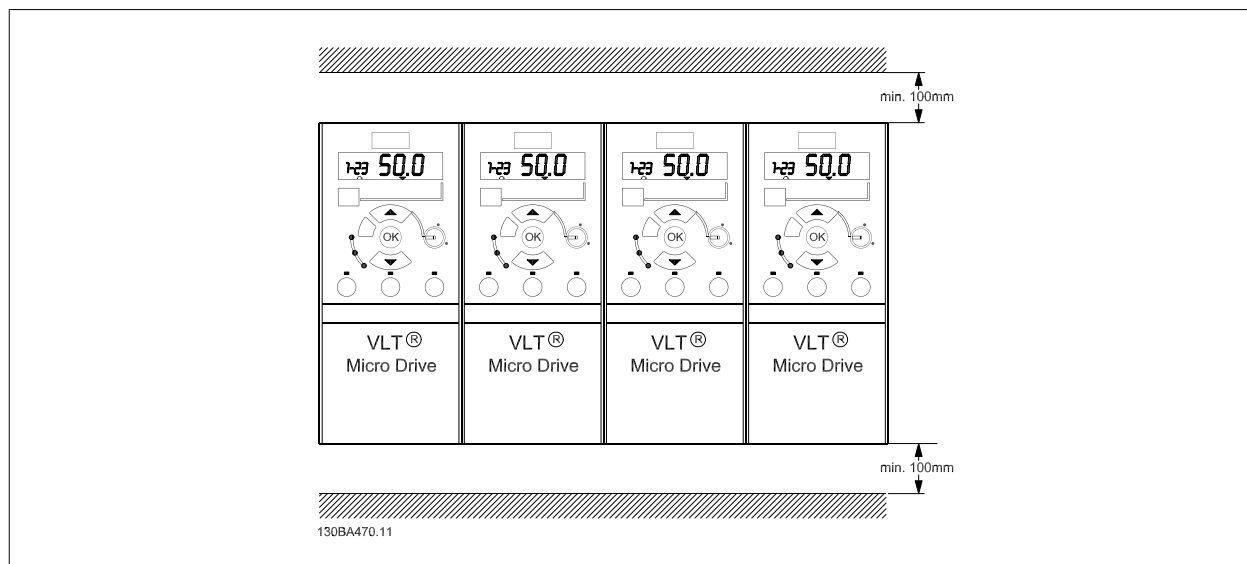 min. 100mm
1-23 50.0
1-23 50.0
1-23 50.0
1-23 50.0
OK
OK
OK
OK
VLT®
Micro Drive
VLT®
Micro Drive
VLT®
Micro Drive
VLT®
Micro Drive
min. 100mm
130BA470.11